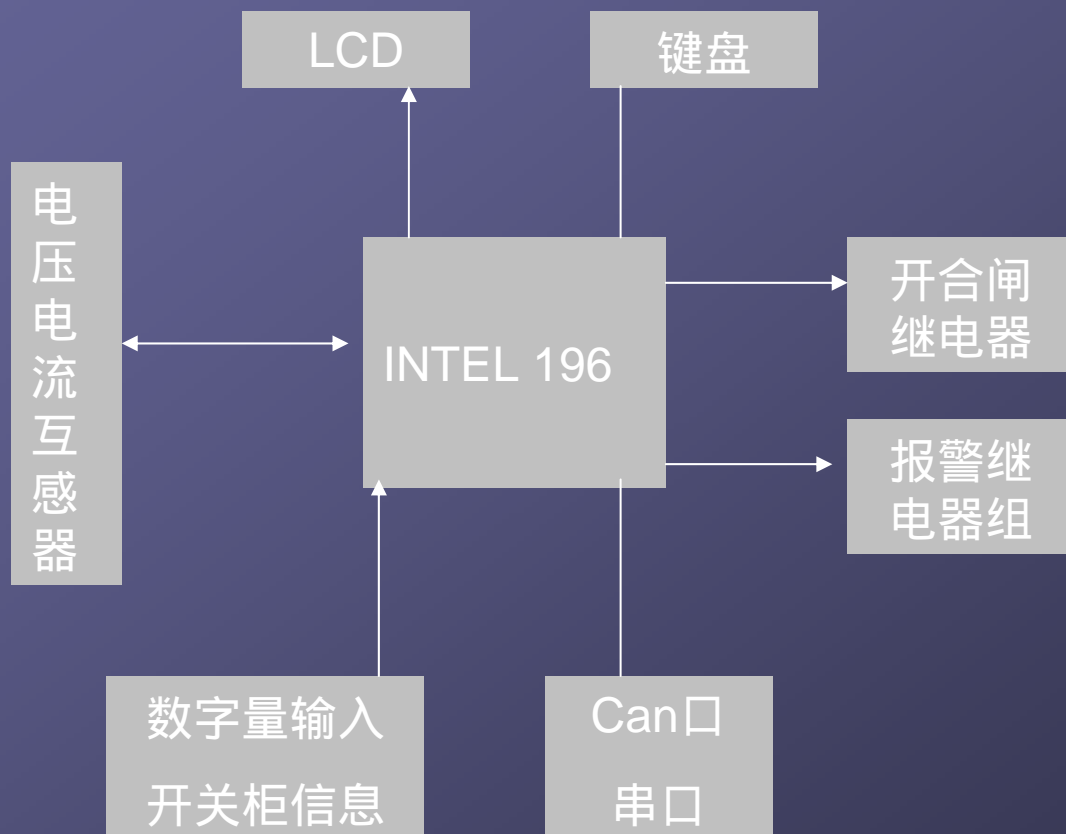 LCD
键盘
电
压
电
流
互
感
器
INTEL 196
开合闸
继电器
报警继
电器组
数字量输入
开关柜信息
Can口
串口